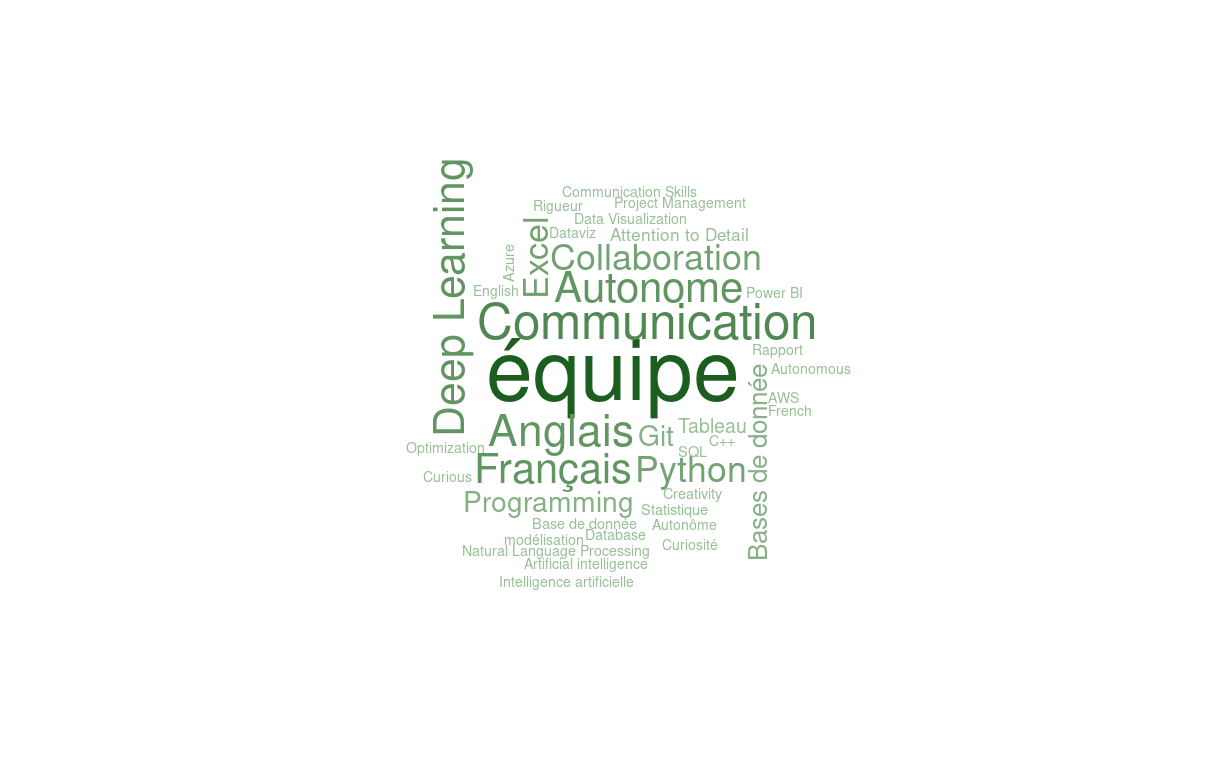 Deep Learning
Communication Skills
Project Management
Rigueur
Data Visualization
Dataviz
Attention to Detail
Excel
Azure
Collaboration
English
Autonome
Power BI
Communication
Rapport
équipe
Autonomous
AWS
French
Bases de donnée
Anglais
Git
Tableau
C++
SQL
Optimization
Français
Python
Curious
Programming
Creativity
Statistique
Base de donnée
Autonôme
Database
modélisation
Curiosité
Natural Language Processing
Artificial intelligence
Intelligence artificielle